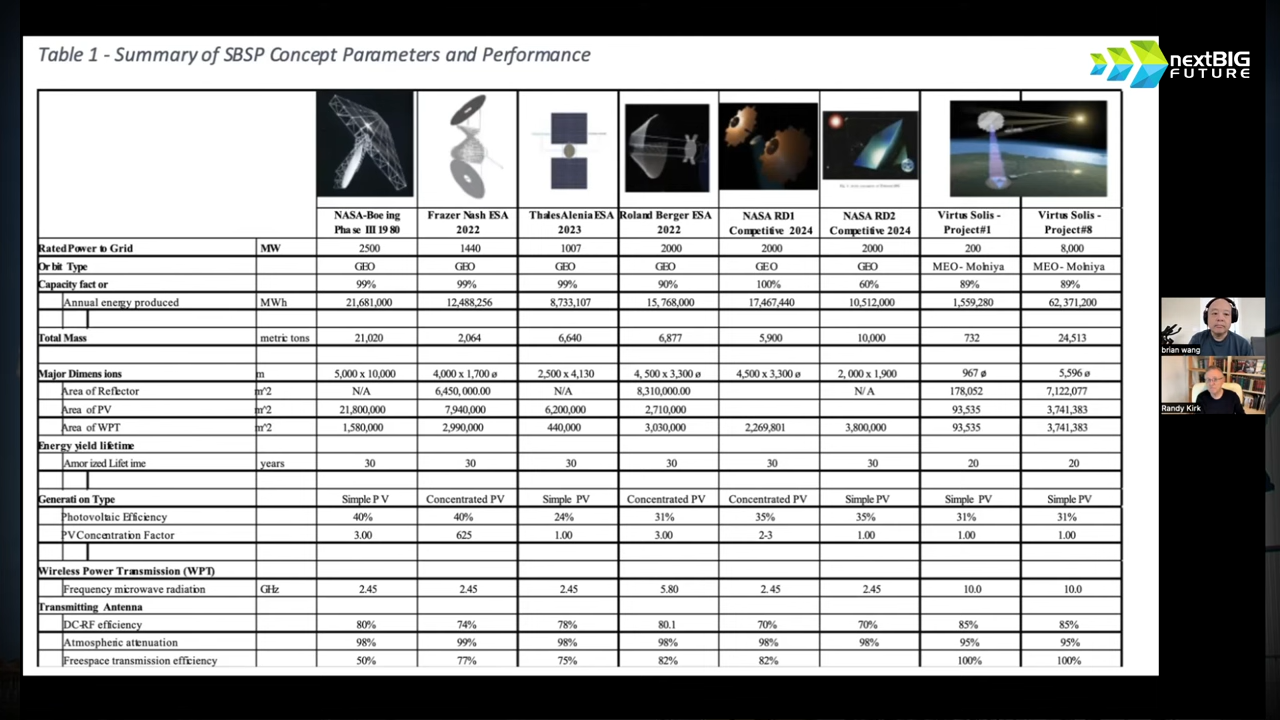 Table 1 - Summary of SBSP Concept Parameters and Performance
nextBIG
FUTURE
NASA-Boeing Phase III 1980 Frazer Nash ESA 2022 ThalesAlenia ESA 2023 Roland Berger ESA 2022 NASA RD1 Competitive 2024 NASA RD2 Competitive 2024 Virtus Solis - Project#1 Virtus Solis - Project#8
Rated Power to Grid MW 2500 1440 1007 2000 2000 2000 200 8,000
Orbit Type GEO GEO GEO GEO GEO GEO MEO - Molniya MEO - Molniya
Capacity factor 99% 99% 99% 90% 100% 60% 89% 89%
Annual energy produced MWh 21,681,000 12,488,256 8,733,107 15,768,000 17,467,440 10,512,000 1,559,280 62,371,200
Total Mass metric tons 21,020 2,064 6,640 6,877 5,900 10,000 732 24,513
Major Dimensions m 5,000 x 10,000 4,000 x 1,700 ø 2,500 x 4,130 4,500 x 3,300 ø 4,500 x 3,300 ø 2,000 x 1,900 967 ø 5,596 ø
Area of Reflector m^2 N/A 6,450,000.00 N/A 8,310,000.00 N/A 178,052 7,122,077
Area of PV m^2 21,800,000 7,940,000 6,200,000 2,710,000 93,535 3,741,383
Area of WPT m^2 1,580,000 2,990,000 440,000 3,030,000 2,269,801 3,800,000 93,535 3,741,383
Energy yield lifetime
Amorized Lifetime years 30 30 30 30 30 30 20 20
Generation Type Simple PV Concentrated PV Simple PV Concentrated PV Concentrated PV Simple PV Simple PV Simple PV
Photovoltaic Efficiency 40% 40% 24% 31% 35% 35% 31% 31%
PV Concentration Factor 3.00 625 1.00 3.00 2-3 1.00 1.00 1.00
Wireless Power Transmission (WPT)
Frequency microwave radiation GHz 2.45 2.45 2.45 5.80 2.45 2.45 10.0 10.0
Transmitting Antenna
DC-RF efficiency 80% 74% 78% 80.1 70% 70% 85% 85%
Atmospheric attenuation 98% 99% 98% 98% 98% 98% 95% 95%
Freespace transmission efficiency 50% 77% 75% 82% 82% 100% 100%
brian wang
Randy Kirk